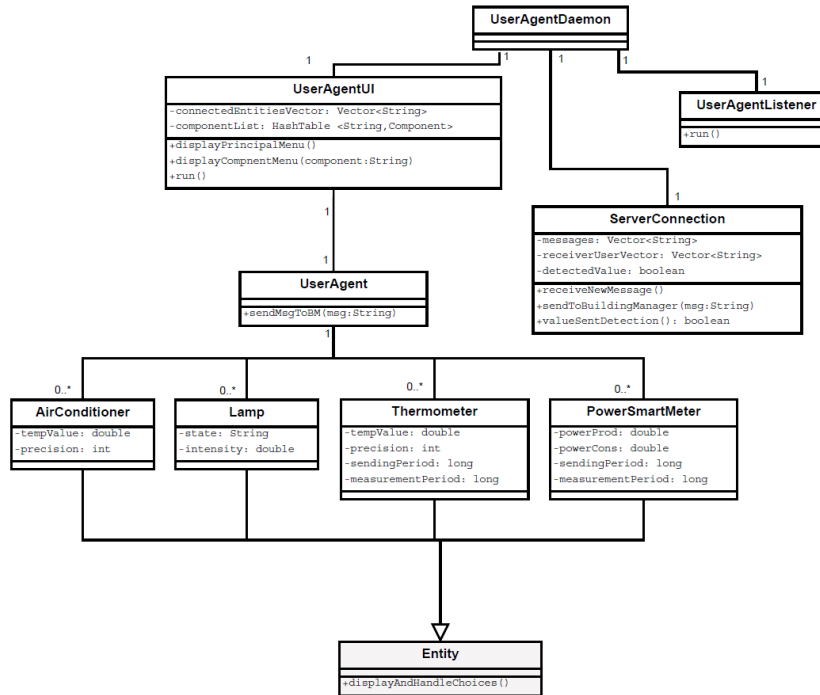 UserAgentDaemon
1
1
1
1
UserAgentUI
-connectedEntitiesVector: Vector<String>
-componentList: HashTable <String,Component>
+displayPrincipalMenu()
+displayCompnentMenu(component:String)
+run()
1
UserAgentListener
+run()
1
1
ServerConnection
-messages: Vector<String>
-receiverUserVector: Vector<String>
-detectedValue: boolean
+receiveNewMessage()
+sendToBuildingManager(msg:String)
+valueSentDetection(): boolean
1
UserAgent
+sendMsgToBM(msg:String)
1
0..*
0..*
0..*
0..*
AirConditioner
-tempValue: double
-precision: int
Lamp
-state: String
-intensity: double
Thermometer
-tempValue: double
-precision: int
-sendingPeriod: long
-measurementPeriod: long
PowerSmartMeter
-powerProd: double
-powerCons: double
-sendingPeriod: long
-measurementPeriod: long
Entity
+displayAndHandleChoices()